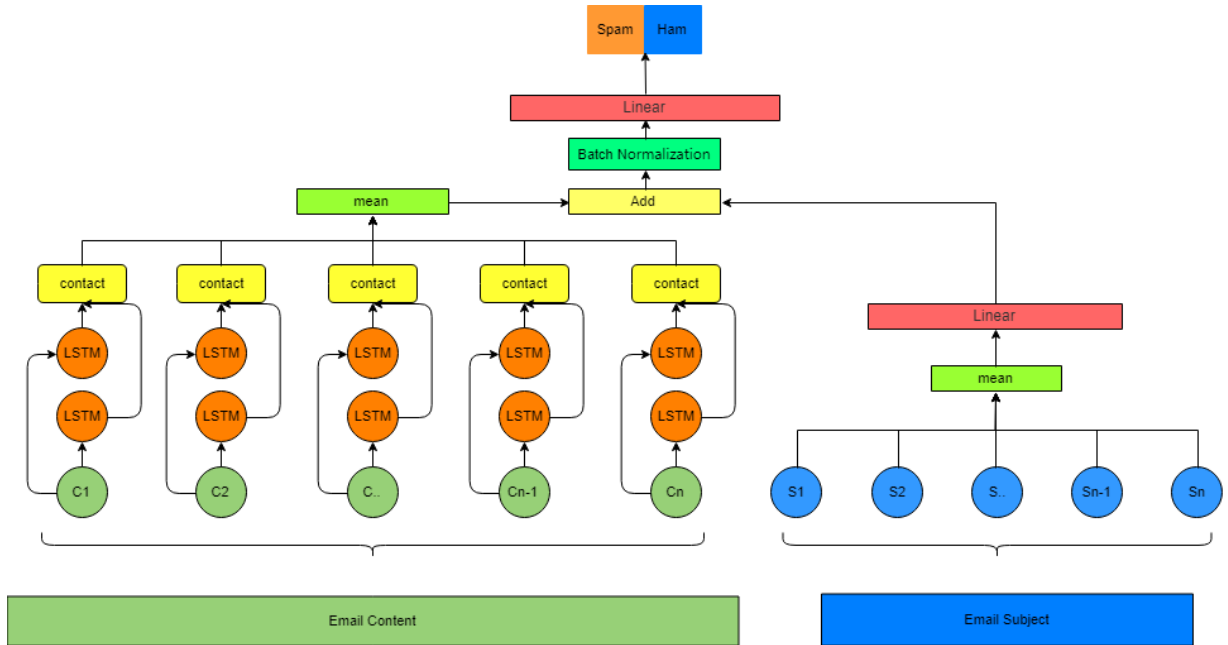 Spam Ham
Linear
Batch Normalization
mean Add
contact contact contact contact contact
Linear
LSTM LSTM LSTM LSTM LSTM
mean
LSTM LSTM LSTM LSTM LSTM
C1 C2 C.. Cn-1 Cn S1 S2 S.. Sn-1 Sn
Email Content Email Subject